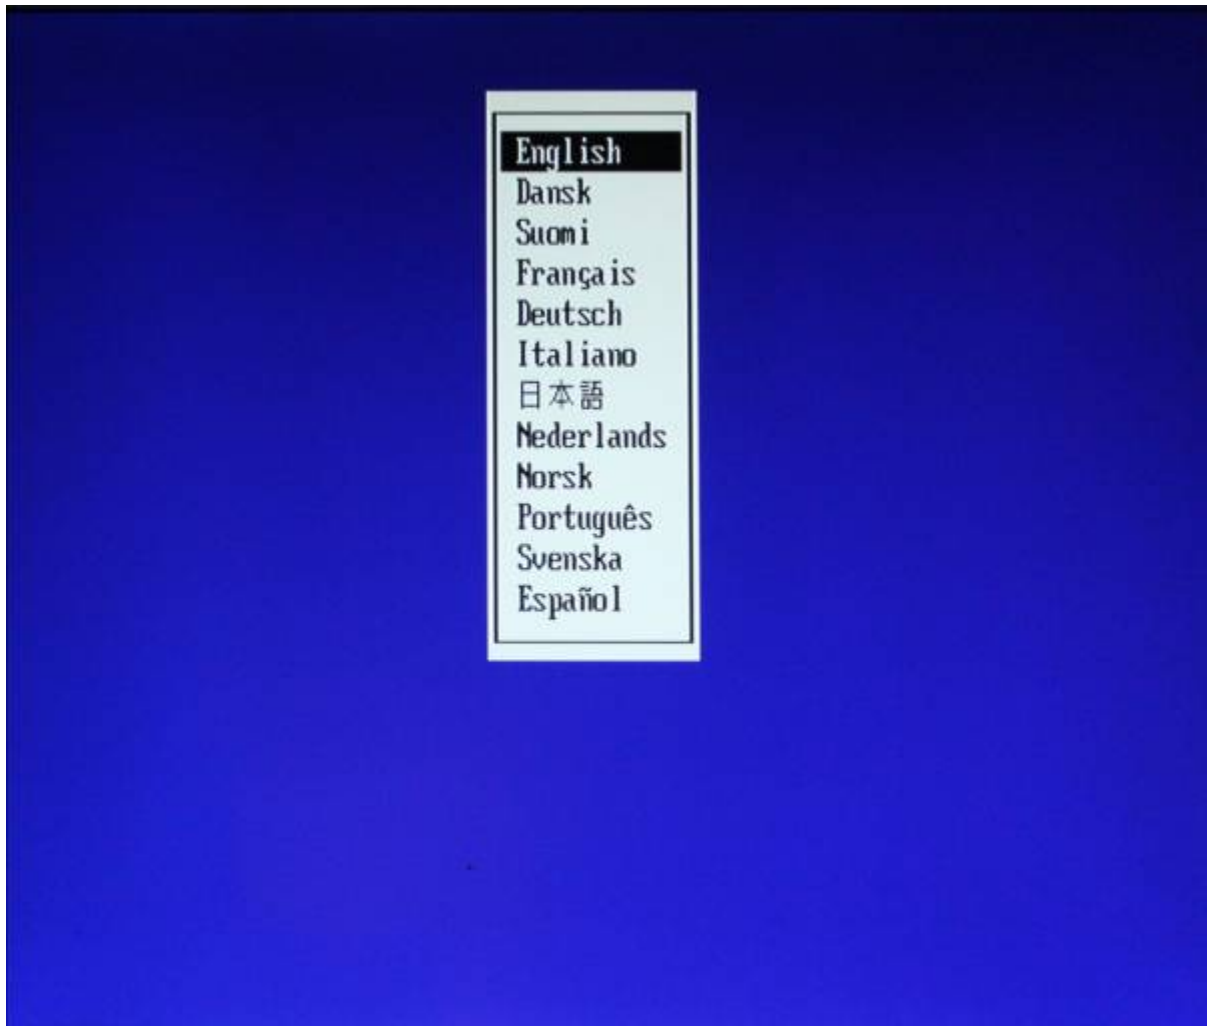 English
Dansk
Suomi
Français
Deutsch
Italiano
日本語
Nederlands
Norsk
Português
Svenska
Español